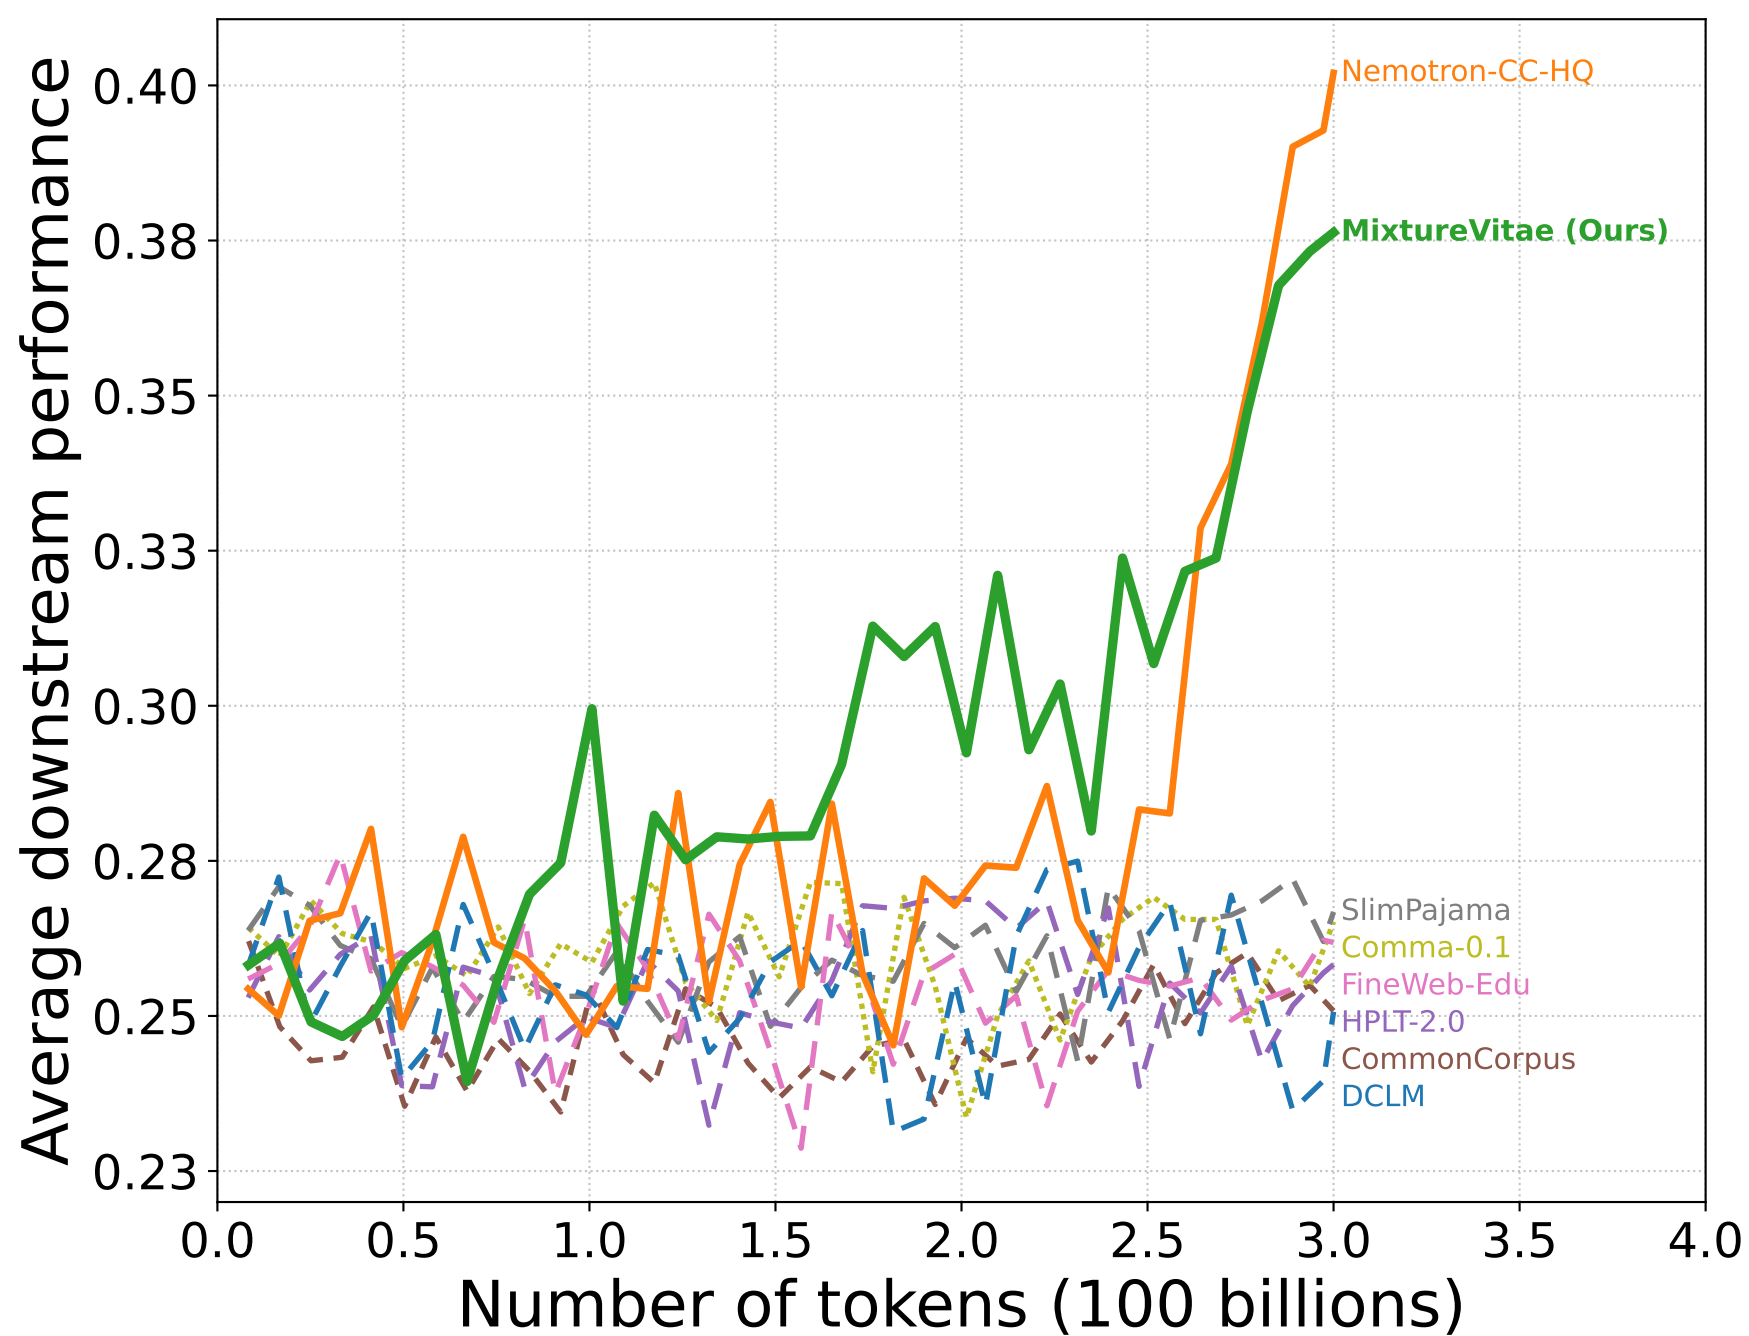 Average downstream performance
0.40
0.38
0.35
0.33
0.30
0.28
0.25
0.23
Nemotron-CC-HQ
MixtureVitae (Ours)
SlimPajama
Comma-0.1
FineWeb-Edu
HPLT-2.0
CommonCorpus
DCLM
0.0 0.5 1.0 1.5 2.0 2.5 3.0 3.5 4.0
Number of tokens (100 billions)